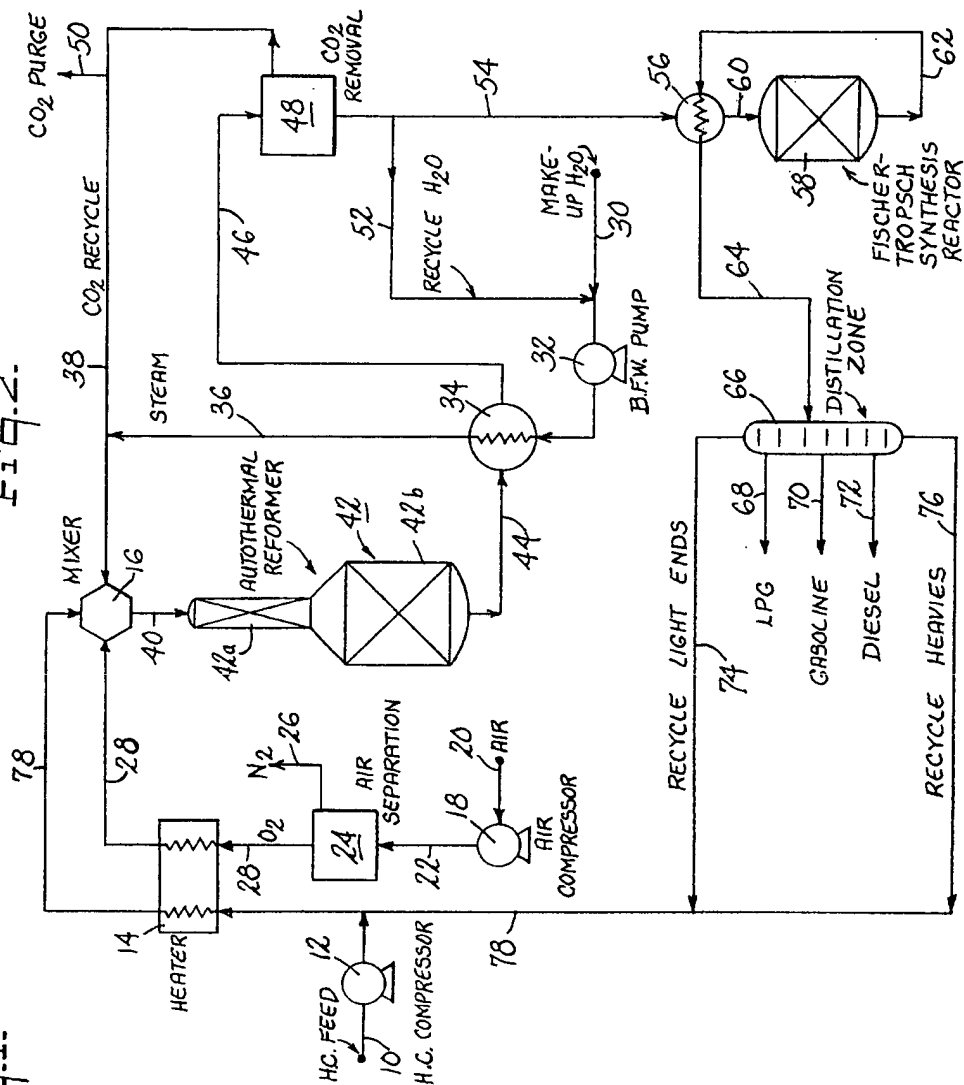 Fig.2.
CO2 PURGE
50
CO2 RECYCLE
38
48
CO2
REMOVAL
46
54
52
RECYCLE H2O
MAKE-
UP H2O
30
32
B.F.W. PUMP
STEAM
36
34
44
MIXER
16
40
AUTOTHERMAL
REFORMER
42a
42
42b
56
60
62
58
FISCHER-
TROPSCH
SYNTHESIS
REACTOR
64
66
DISTILLATION
ZONE
68
LPG
70
GASOLINE
72
DIESEL
RECYCLE LIGHT ENDS
74
76
RECYCLE HEAVIES
78
28
14
HEATER
28
O2
N2
26
24
AIR
SEPARATION
22
18
20
AIR
AIR
COMPRESSOR
78
12
H.C. FEED
10
H.C. COMPRESSOR